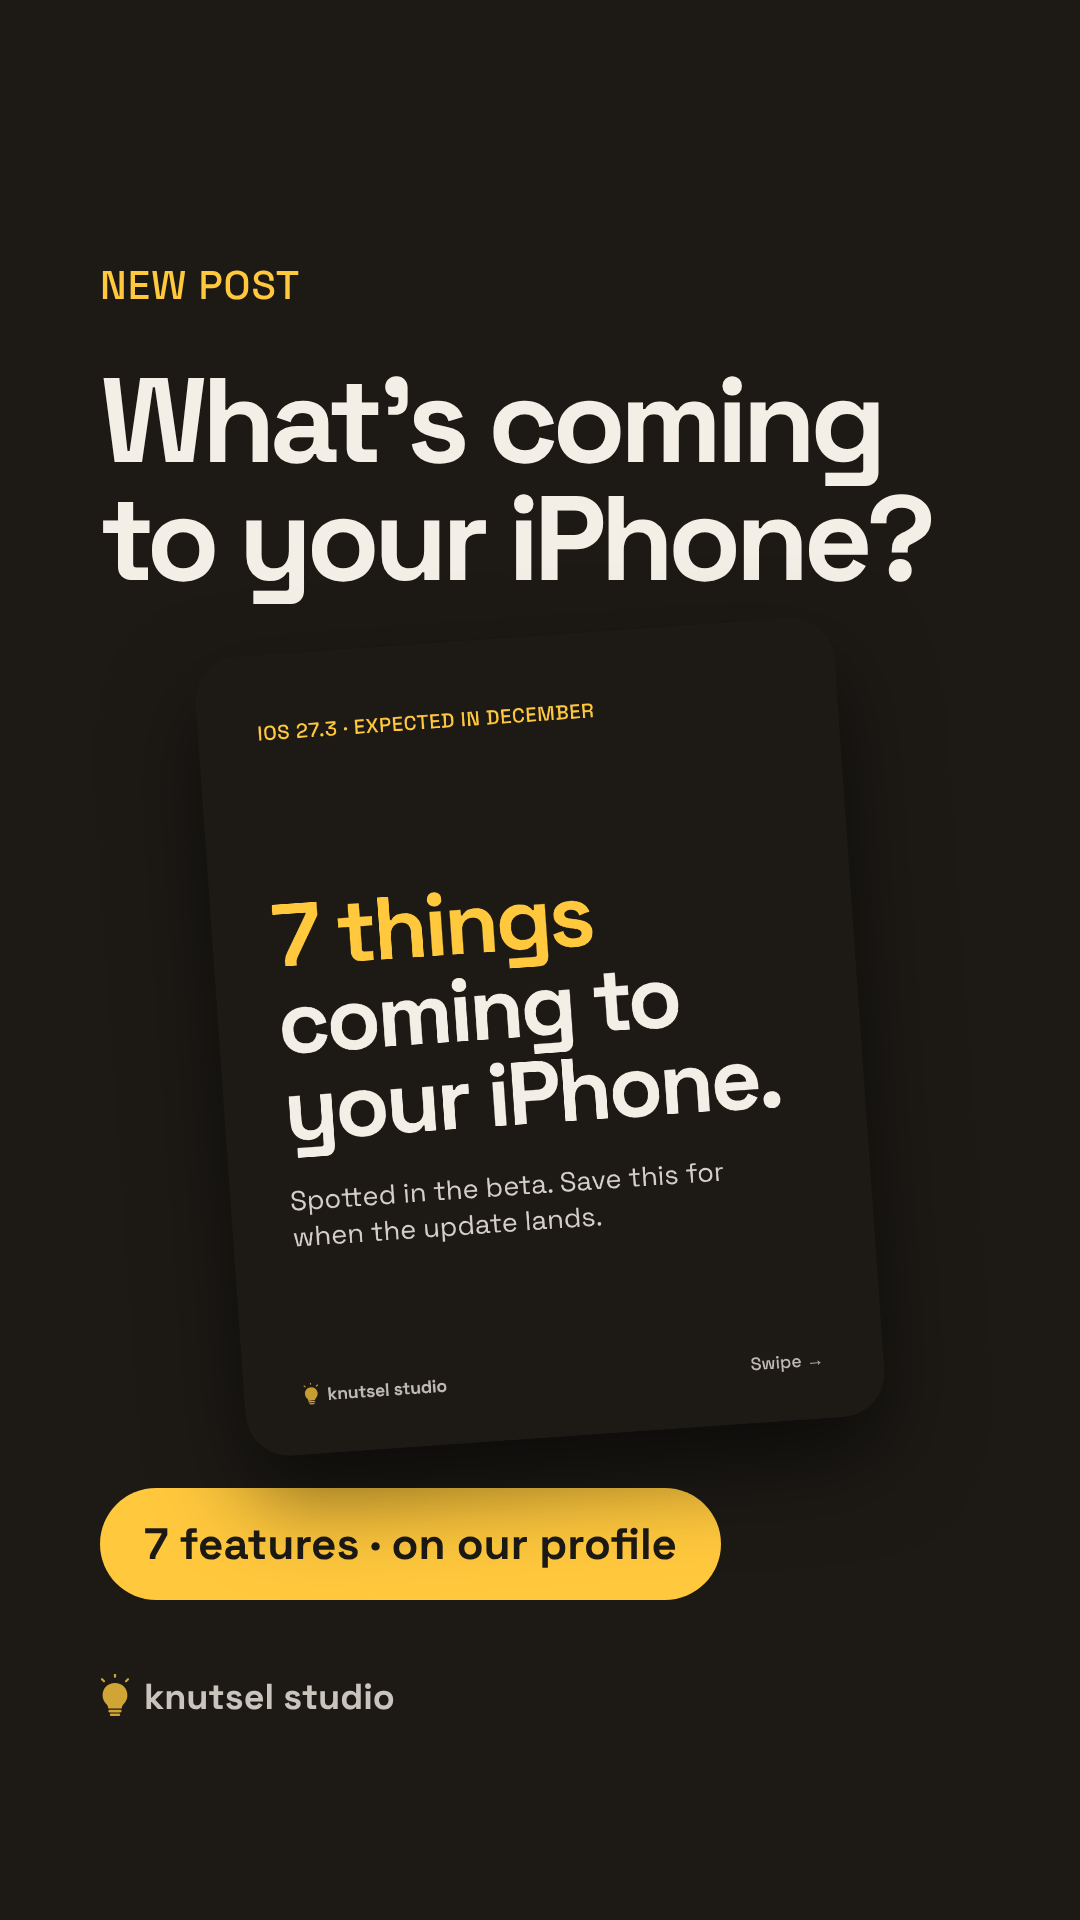 NEW POST
What’s coming
to your iPhone?
IOS 27.3 · EXPECTED IN DECEMBER
7 things
coming to
your iPhone.
Spotted in the beta. Save this for
when the update lands.
knutsel studio
Swipe →
7 features · on our profile
knutsel studio